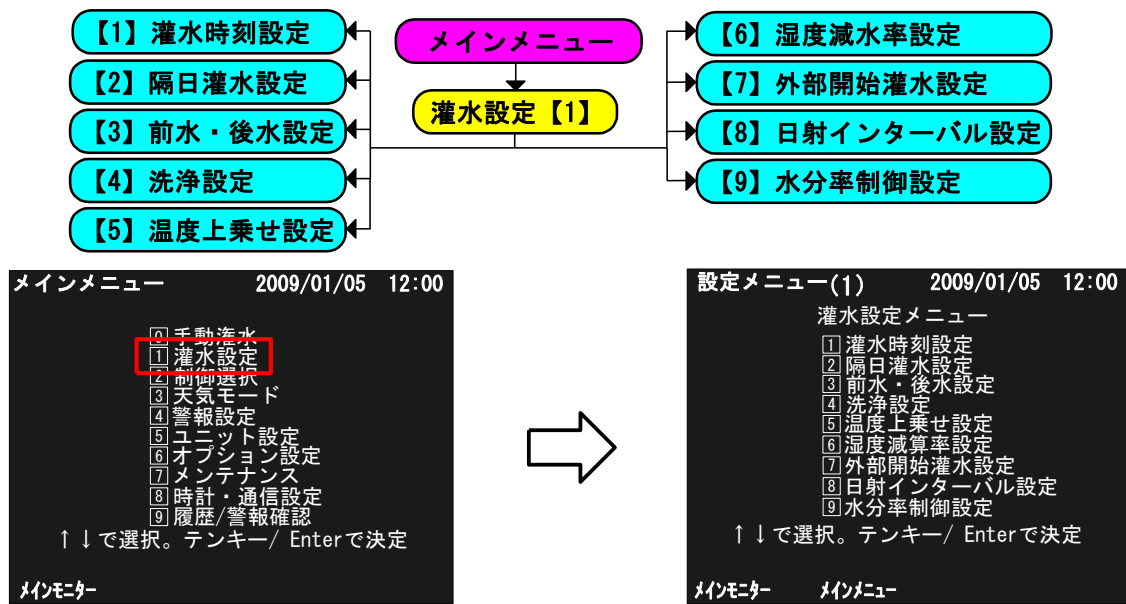 【1】灌水時刻設定
【2】隔日灌水設定
【3】前水・後水設定
【4】洗浄設定
【5】温度上乗せ設定
メインメニュー
灌水設定【1】
【6】湿度減水率設定
【7】外部開始灌水設定
【8】日射インターバル設定
【9】水分率制御設定
メインメニュー 2009/01/05 12:00
0 手動灌水
1 灌水設定
2 制御選択
3 天気モード
4 警報設定
5 ユニット設定
6 オプション設定
7 メンテナンス
8 時計・通信設定
9 履歴/警報確認
↑↓で選択。テンキー/ Enterで決定
メインモニター
設定メニュー(1) 2009/01/05 12:00
灌水設定メニュー
1 灌水時刻設定
2 隔日灌水設定
3 前水・後水設定
4 洗浄設定
5 温度上乗せ設定
6 湿度減算率設定
7 外部開始灌水設定
8 日射インターバル設定
9 水分率制御設定
↑↓で選択。テンキー/ Enterで決定
メインモニター メインメニュー